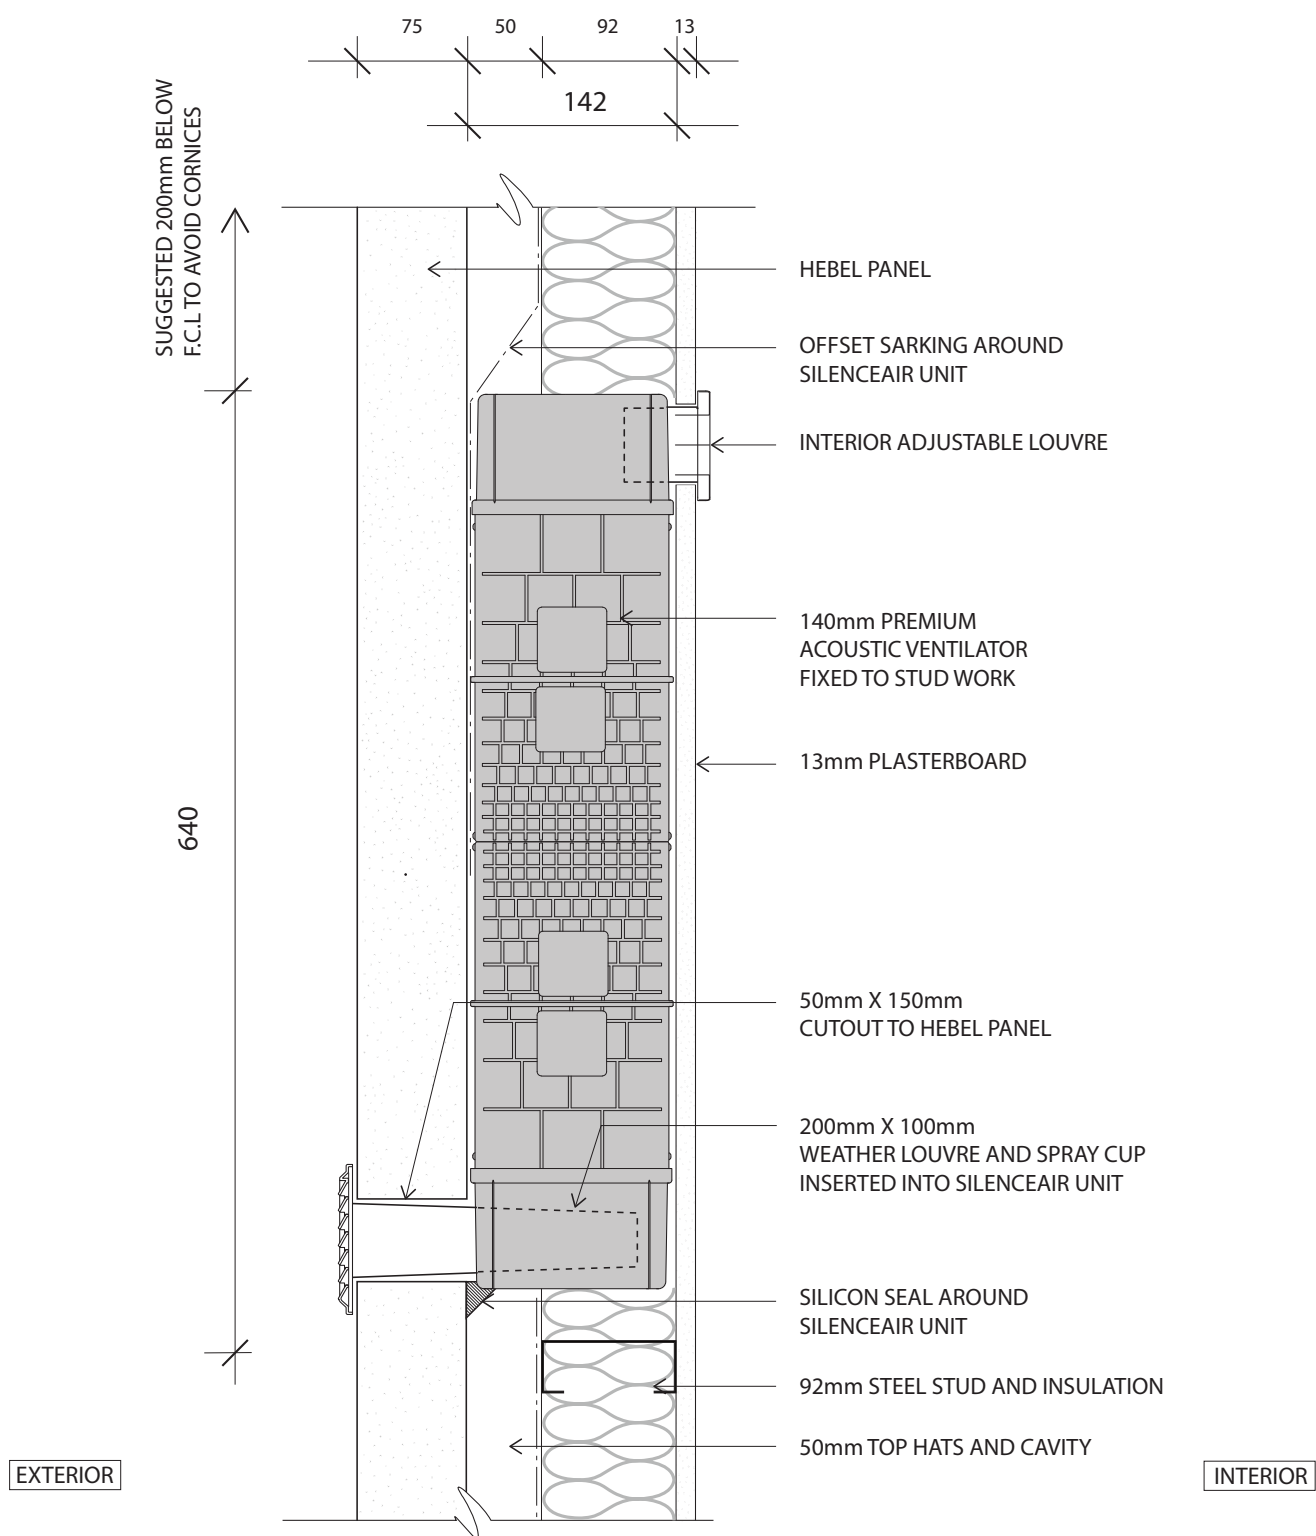 75 50 92 13
142
SUGGESTED 200mm BELOW
F.C.L TO AVOID CORNICES
HEBEL PANEL
OFFSET SARKING AROUND
SILENCEAIR UNIT
INTERIOR ADJUSTABLE LOUVRE
140mm PREMIUM
ACOUSTIC VENTILATOR
FIXED TO STUD WORK
13mm PLASTERBOARD
640
50mm X 150mm
CUTOUT TO HEBEL PANEL
200mm X 100mm
WEATHER LOUVRE AND SPRAY CUP
INSERTED INTO SILENCEAIR UNIT
SILICON SEAL AROUND
SILENCEAIR UNIT
92mm STEEL STUD AND INSULATION
50mm TOP HATS AND CAVITY
EXTERIOR
INTERIOR